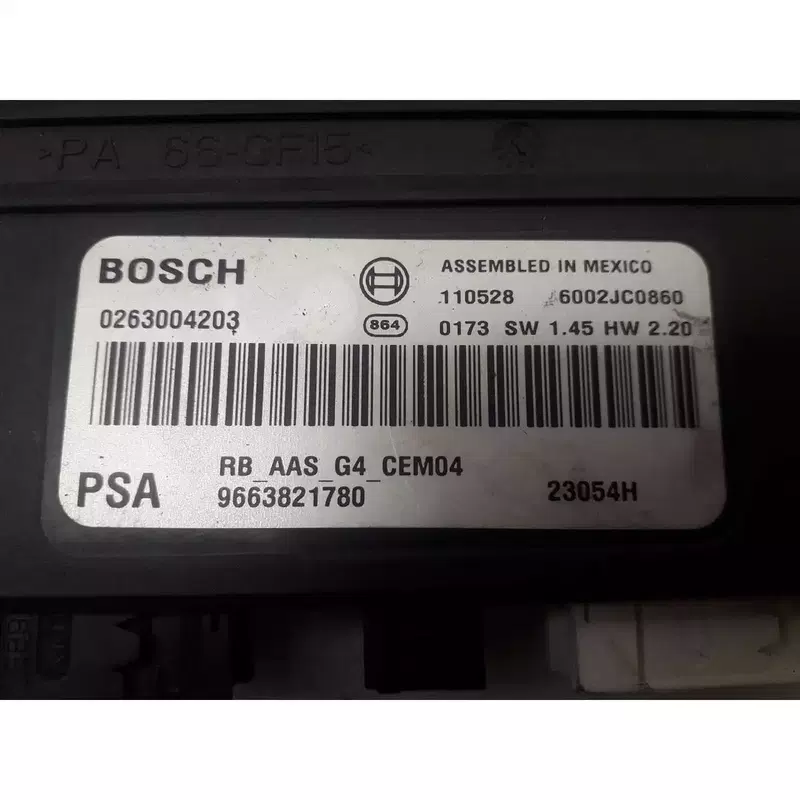 >PA 66-GF15<
BOSCH
ASSEMBLED IN MEXICO
110528 6002JC0860
0263004203
864
0173 SW 1.45 HW 2.20
RB_AAS_G4_CEM04
PSA
9663821780
23054H